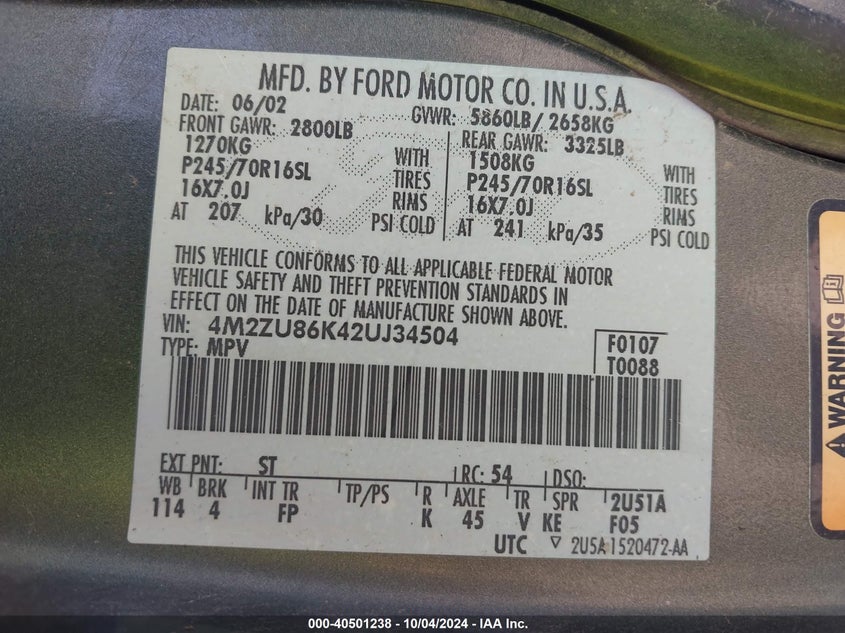 MFD. BY FORD MOTOR CO. IN U.S.A.
DATE: 06/02 GVWR: 5860LB/ 2658KG
FRONT GAWR: 2800LB REAR GAWR: 3325LB
1270KG WITH 1508KG WITH
P245/70R16SL TIRES P245/70R16SL TIRES
16X7.0J RIMS 16X7.0J RIMS
AT 207 kPa/30 PSI COLD AT 241 kPa/35 PSI COLD
THIS VEHICLE CONFORMS TO ALL APPLICABLE FEDERAL MOTOR
VEHICLE SAFETY AND THEFT PREVENTION STANDARDS IN
EFFECT ON THE DATE OF MANUFACTURE SHOWN ABOVE.
VIN: 4M2ZU86K42UJ34504 F0107
TYPE: MPV T0088
EXT PNT: ST RC: 54 DSO:
WB BRK INT TR TP/PS R AXLE TR SPR 2U51A
114 4 FP K 45 V KE F05
UTC ▽ 2U5A 1520472-AA
WARNING
000-40501238 - 10/04/2024 - IAA Inc.